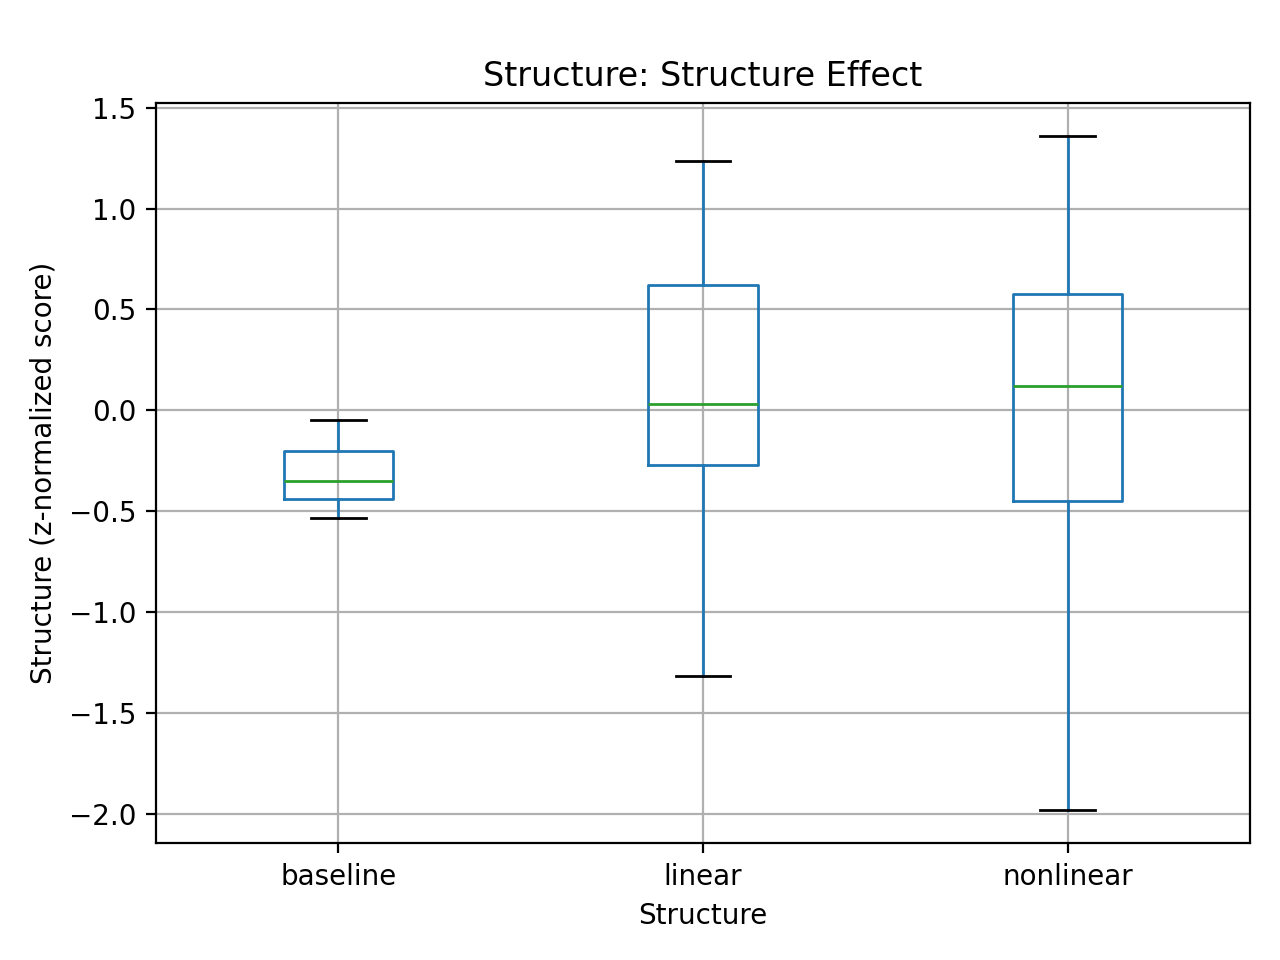 Structure: Structure Effect
Structure (z-normalized score)
1.5
1.0
0.5
0.0
−0.5
−1.0
−1.5
−2.0
baseline linear nonlinear
Structure